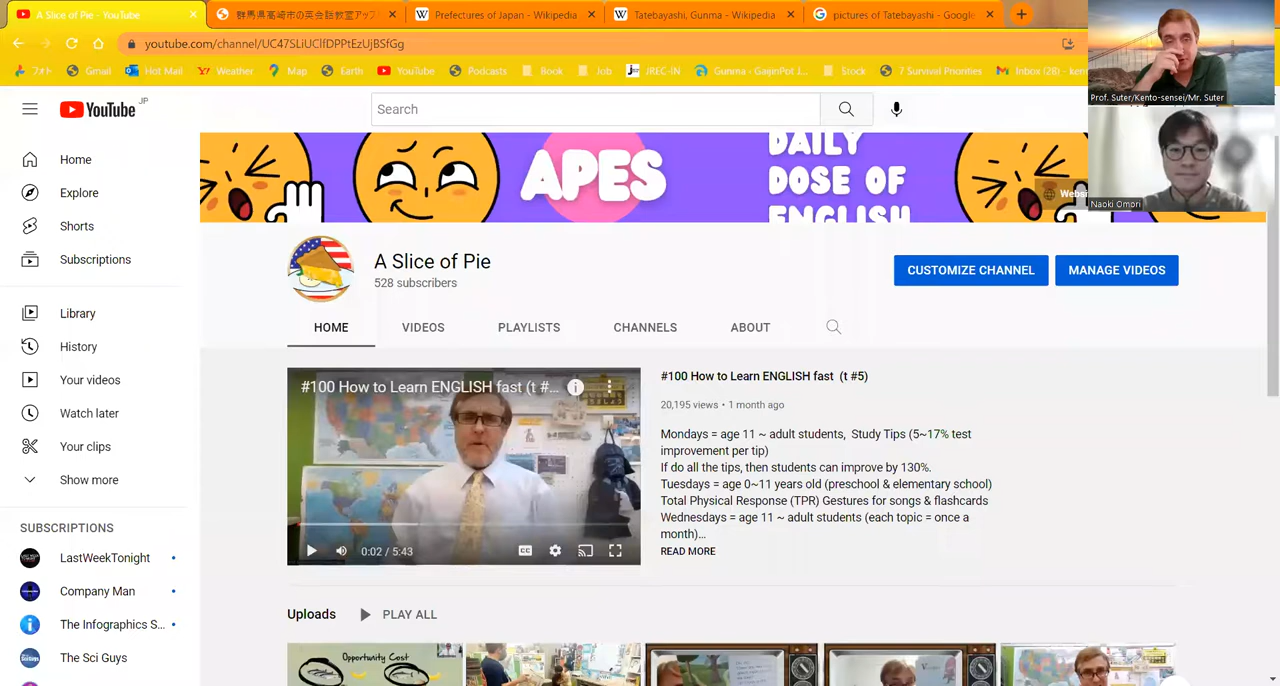 A Slice of Pie - YouTube
群馬県高崎市の英会話教室アップ
Prefectures of Japan - Wikipedia
Tatebayashi, Gunma - Wikipedia
pictures of Tatebayashi - Google
youtube.com/channel/UC47SLiUClfDPPtEzUjBSfGg
フォト
Gmail
Hot Mail
Weather
Map
Earth
YouTube
Podcasts
Book
Job
JREC-IN
Gunma - GaijinPot J...
Stock
7 Survival Priorities
Inbox (28) - ken
Prof. Suter/Kento-sensei/Mr. Suter
Naoki Omori
YouTube JP
Search
APES
DAILY
DOSE OF
ENGLISH
Websi
Home
Explore
Shorts
Subscriptions
Library
History
Your videos
Watch later
Your clips
Show more
SUBSCRIPTIONS
LastWeekTonight
Company Man
The Infographics S...
The Sci Guys
A Slice of Pie
528 subscribers
CUSTOMIZE CHANNEL
MANAGE VIDEOS
HOME
VIDEOS
PLAYLISTS
CHANNELS
ABOUT
#100 How to Learn ENGLISH fast (t #...
0:02 / 5:43
#100 How to Learn ENGLISH fast (t #5)
20,195 views • 1 month ago
Mondays = age 11 ~ adult students, Study Tips (5~17% test
improvement per tip)
If do all the tips, then students can improve by 130%.
Tuesdays = age 0~11 years old (preschool & elementary school)
Total Physical Response (TPR) Gestures for songs & flashcards
Wednesdays = age 11 ~ adult students (each topic = once a
month)...
READ MORE
Uploads
PLAY ALL
Opportunity Cost